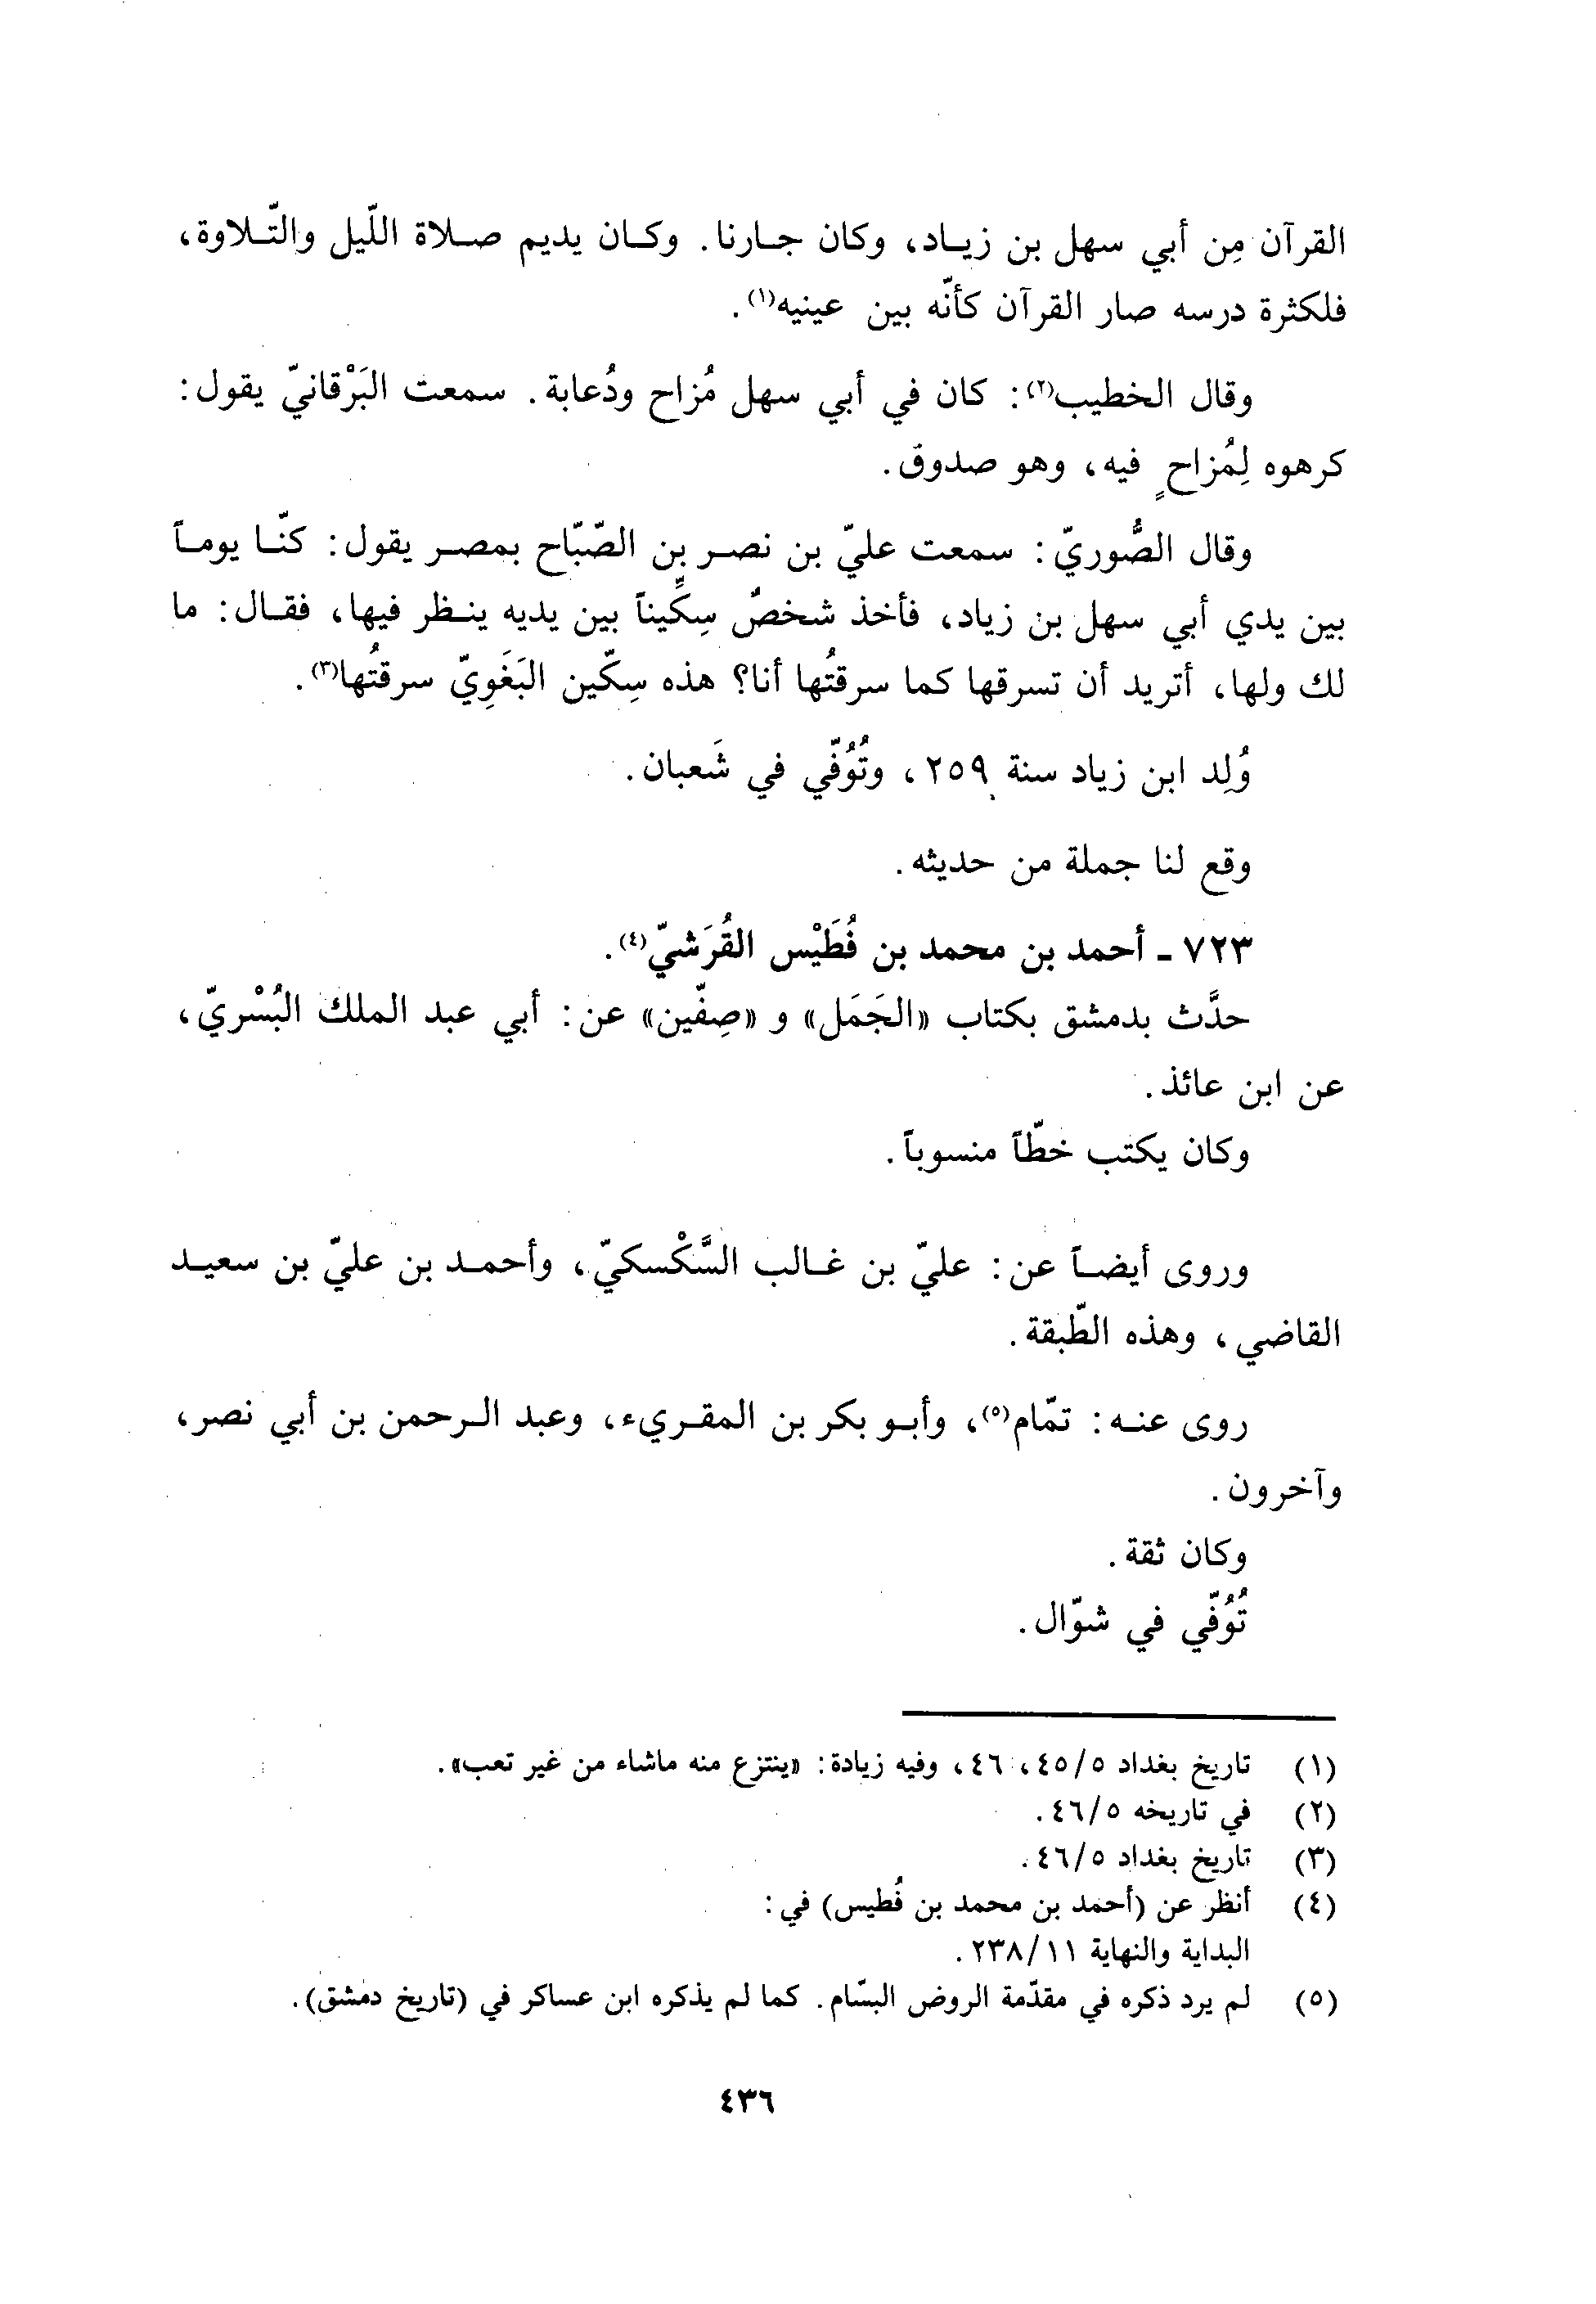 القرآن مِن أبي سهل بن زياد، وكان جارنا. وكان يديم صلاة اللّيل والتّلاوة،
فلكثرة درسه صار القرآن كأنّه بين عينيه(١).
وقال الخطيب(٢): كان في أبي سهل مُزاح ودُعابة. سمعت البَرْقانيّ يقول:
كرهوه لِمُزاحٍ فيه، وهو صدوق.
وقال الصُّوريّ: سمعت عليّ بن نصر بن الصّبّاح بمصر يقول: كنّا يوماً
بين يدي أبي سهل بن زياد، فأخذ شخصٌ سِكِّيناً بين يديه ينظر فيها، فقال: ما
لك ولها، أتريد أن تسرقها كما سرقتُها أنا؟ هذه سِكّين البَغَوِيّ سرقتُها(٣).
وُلِد ابن زياد سنة ٢٥٩، وتُوُفّي في شَعبان.
وقع لنا جملة من حديثه.
٧٢٣ - أحمد بن محمد بن فُطَيْس القُرَشيّ(٤).
حدَّث بدمشق بكتاب «الجَمَل» و «صِفّين» عن: أبي عبد الملك البُسْريّ،
عن ابن عائذ.
وكان يكتب خطّاً منسوباً.
وروى أيضاً عن: عليّ بن غالب السَّكْسكيّ، وأحمد بن عليّ بن سعيد
القاضي، وهذه الطّبقة.
روى عنه: تمّام(٥)، وأبو بكر بن المقريء، وعبد الرحمن بن أبي نصر،
وآخرون.
وكان ثقة.
تُوُفّي في شوّال.
(١) تاريخ بغداد ٤٥/٥، ٤٦، وفيه زيادة: «ينتزع منه ماشاء من غير تعب».
(٢) في تاريخه ٤٦/٥.
(٣) تاريخ بغداد ٤٦/٥.
(٤) أنظر عن (أحمد بن محمد بن فُطيس) في:
البداية والنهاية ٢٣٨/١١.
(٥) لم يرد ذكره في مقدّمة الروض البسّام. كما لم يذكره ابن عساكر في (تاريخ دمشق).
٤٣٦